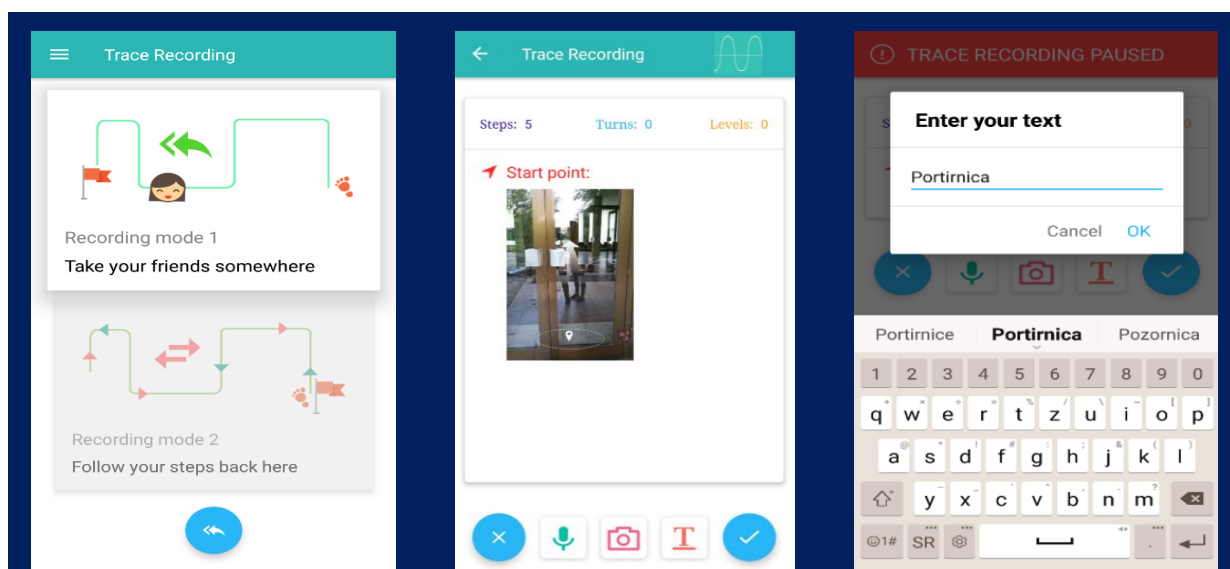 Trace Recording
Recording mode 1
Take your friends somewhere
Recording mode 2
Follow your steps back here
Trace Recording
Steps: 5 Turns: 0 Levels: 0
Start point:
TRACE RECORDING PAUSED
S 0
Enter your text
Portirnica
Cancel OK
T
T
Portirnice Portirnica Pozornica
1 2 3 4 5 6 7 8 9 0
q w e r t z u i o p
a s d f g h j k l
y x c v b n m
1# SR .